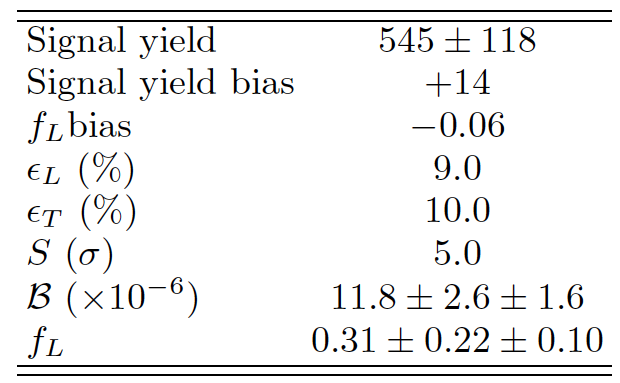 Signal yield 545 ± 118
Signal yield bias +14
f_L bias −0.06
ϵ_L (%) 9.0
ϵ_T (%) 10.0
S (σ) 5.0
ℬ (×10⁻⁶) 11.8 ± 2.6 ± 1.6
f_L 0.31 ± 0.22 ± 0.10